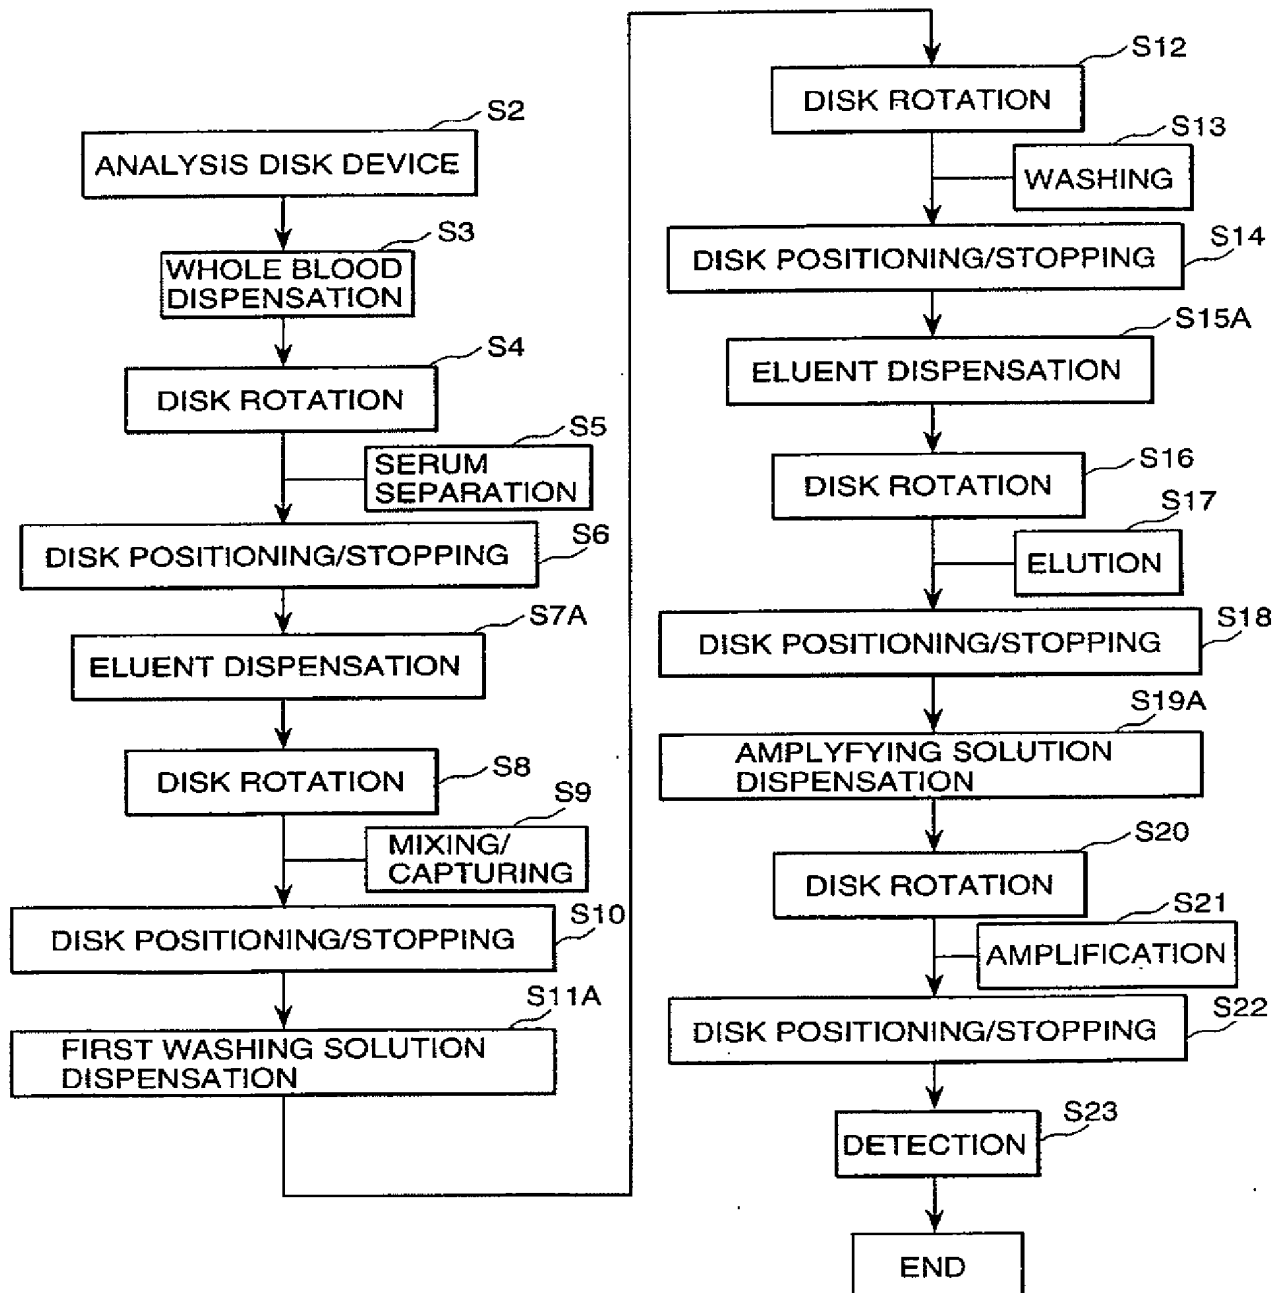 S2
ANALYSIS DISK DEVICE
S3
WHOLE BLOOD
DISPENSATION
S4
DISK ROTATION
S5
SERUM
SEPARATION
S6
DISK POSITIONING/STOPPING
S7A
ELUENT DISPENSATION
S8
DISK ROTATION
S9
MIXING/
CAPTURING
S10
DISK POSITIONING/STOPPING
S11A
FIRST WASHING SOLUTION
DISPENSATION
S12
DISK ROTATION
S13
WASHING
S14
DISK POSITIONING/STOPPING
S15A
ELUENT DISPENSATION
S16
DISK ROTATION
S17
ELUTION
S18
DISK POSITIONING/STOPPING
S19A
AMPLYFYING SOLUTION
DISPENSATION
S20
DISK ROTATION
S21
AMPLIFICATION
S22
DISK POSITIONING/STOPPING
S23
DETECTION
END